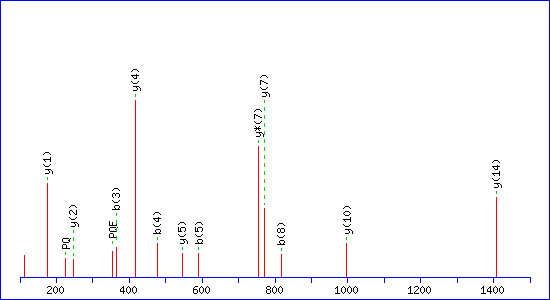 y(1)
PQ
y(2)
PQE
b(3)
y(4)
b(4)
y(5)
b(5)
y*(7)
y(7)
b(8)
y(10)
y(14)
200 400 600 800 1000 1200 1400